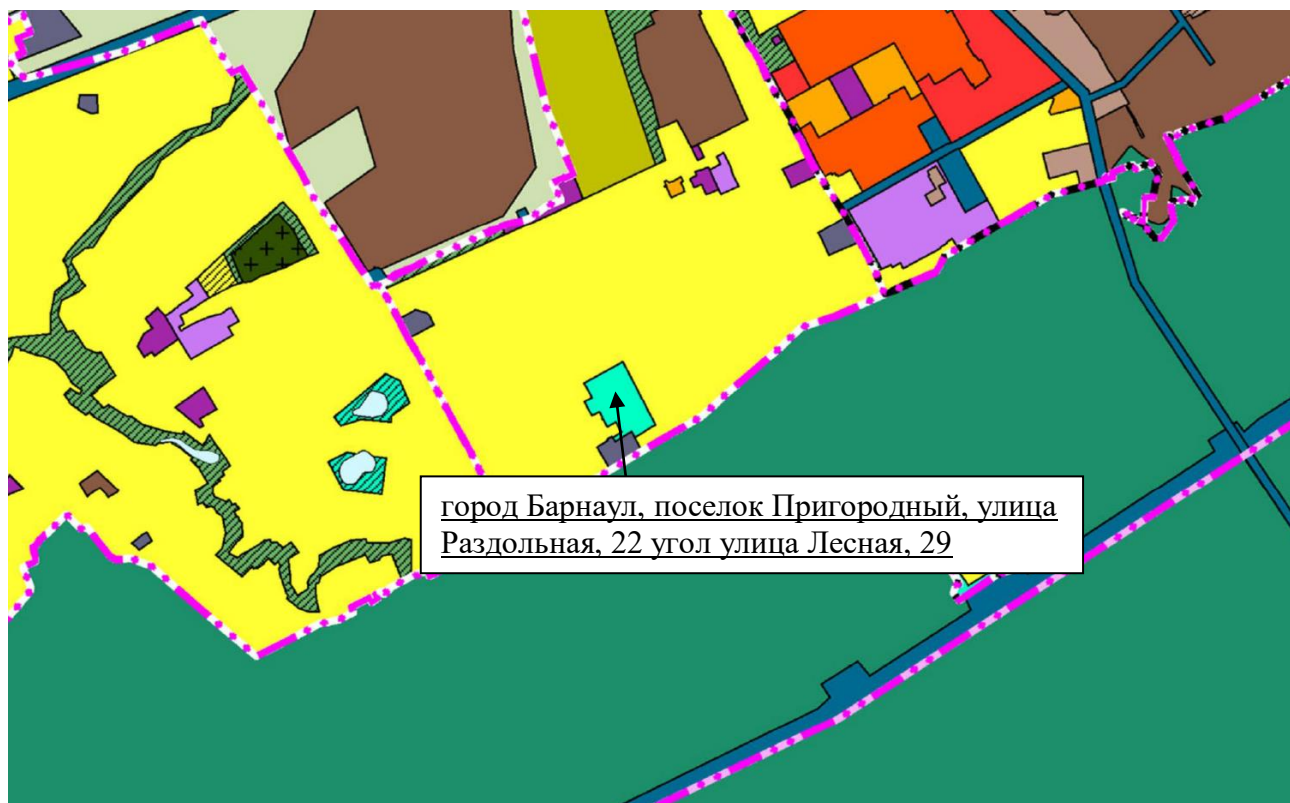 город Барнаул, поселок Пригородный, улица
Раздольная, 22 угол улица Лесная, 29